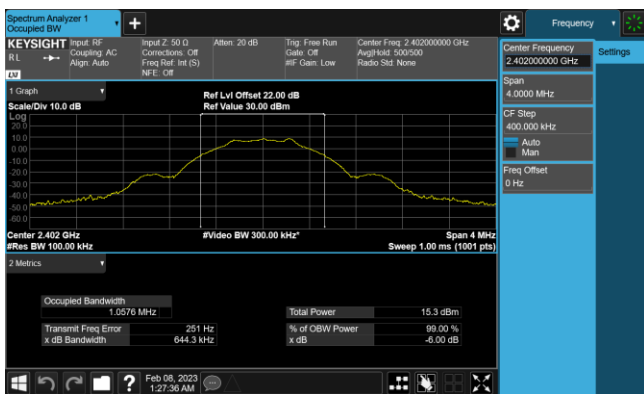 Spectrum Analyzer 1
Occupied BW
Frequency
KEYSIGHT
Input: RF
Input Z: 50 Ω
Atten: 20 dB
Trig: Free Run
Center Freq: 2.402000000 GHz
R L
Coupling: AC
Corrections: Off
Gate: Off
Avg|Hold: 500/500
Align: Auto
Freq Ref: Int (S)
#IF Gain: Low
Radio Std: None
NFE: Off
LXI
Center Frequency
2.402000000 GHz
Settings
Span
4.0000 MHz
CF Step
400.000 kHz
Auto
Man
Freq Offset
0 Hz
1 Graph
Ref Lvl Offset 22.00 dB
Scale/Div 10.0 dB
Ref Value 30.00 dBm
Log
20.0
10.0
0.00
-10.0
-20.0
-30.0
-40.0
-50.0
-60.0
Center 2.402 GHz
#Video BW 300.00 kHz*
Span 4 MHz
#Res BW 100.00 kHz
Sweep 1.00 ms (1001 pts)
2 Metrics
Occupied Bandwidth
1.0576 MHz
Total Power
15.3 dBm
Transmit Freq Error
251 Hz
% of OBW Power
99.00 %
x dB Bandwidth
644.3 kHz
x dB
-6.00 dB
?
Feb 08, 2023
1:27:36 AM